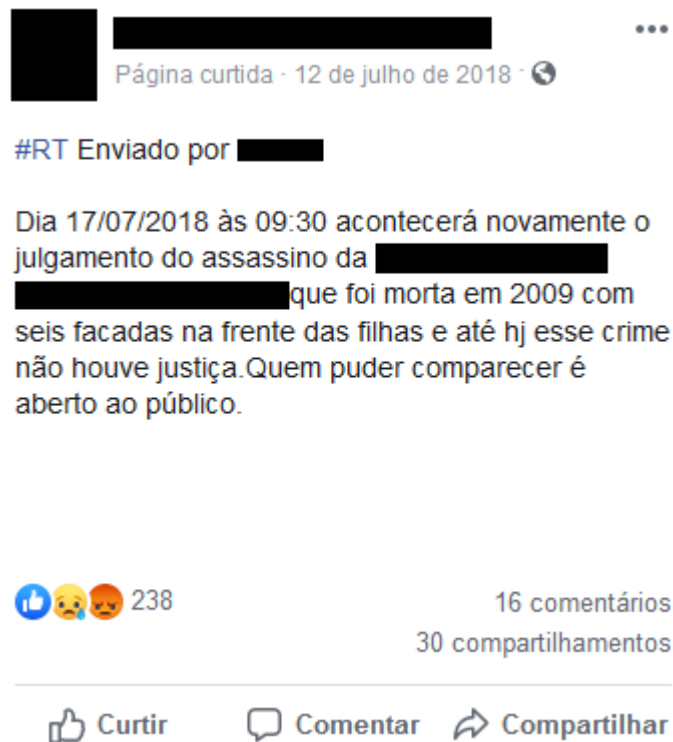 Página curtida · 12 de julho de 2018 ·
#RT Enviado por
Dia 17/07/2018 às 09:30 acontecerá novamente o
julgamento do assassino da
que foi morta em 2009 com
seis facadas na frente das filhas e até hj esse crime
não houve justiça.Quem puder comparecer é
aberto ao público.
238
16 comentários
30 compartilhamentos
Curtir Comentar Compartilhar